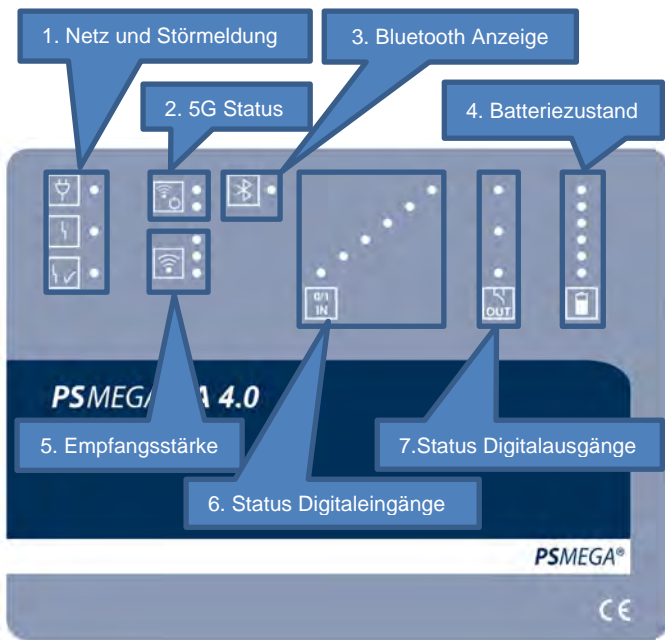 1. Netz und Störmeldung
3. Bluetooth Anzeige
2. 5G Status
4. Batteriezustand
0/1
IN
OUT
PSMEGA 4.0
5. Empfangsstärke
7.Status Digitalausgänge
6. Status Digitaleingänge
PSMEGA®
CE